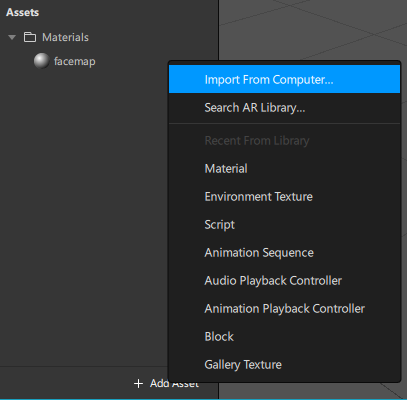 Assets
Materials
facemap
Import From Computer...
Search AR Library...
Recent From Library
Material
Environment Texture
Script
Animation Sequence
Audio Playback Controller
Animation Playback Controller
Block
Gallery Texture
+ Add Asset